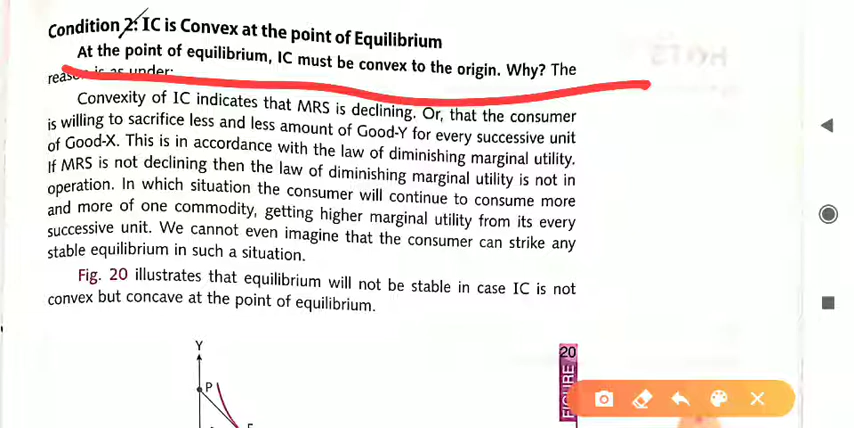 Condition 2: IC is Convex at the point of Equilibrium
At the point of equilibrium, IC must be convex to the origin. Why? The
reason is as under:
Convexity of IC indicates that MRS is declining. Or, that the consumer
is willing to sacrifice less and less amount of Good-Y for every successive unit
of Good-X. This is in accordance with the law of diminishing marginal utility.
If MRS is not declining then the law of diminishing marginal utility is not in
operation. In which situation the consumer will continue to consume more
and more of one commodity, getting higher marginal utility from its every
successive unit. We cannot even imagine that the consumer can strike any
stable equilibrium in such a situation.
Fig. 20 illustrates that equilibrium will not be stable in case IC is not
convex but concave at the point of equilibrium.
Y
P
E
20
FIGURE